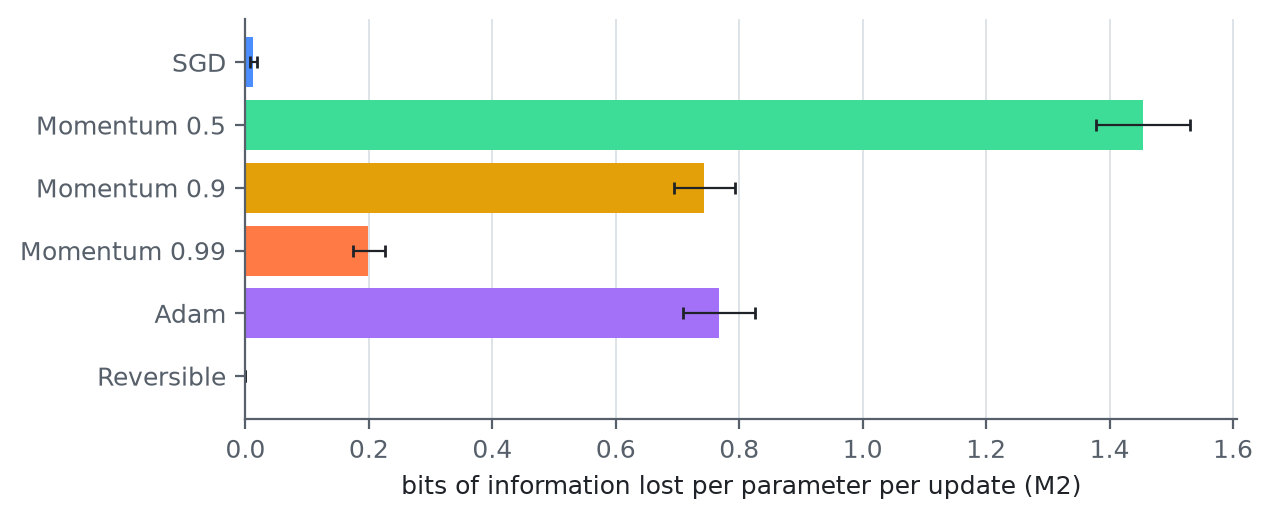 SGD
Momentum 0.5
Momentum 0.9
Momentum 0.99
Adam
Reversible
0.0 0.2 0.4 0.6 0.8 1.0 1.2 1.4 1.6
bits of information lost per parameter per update (M2)